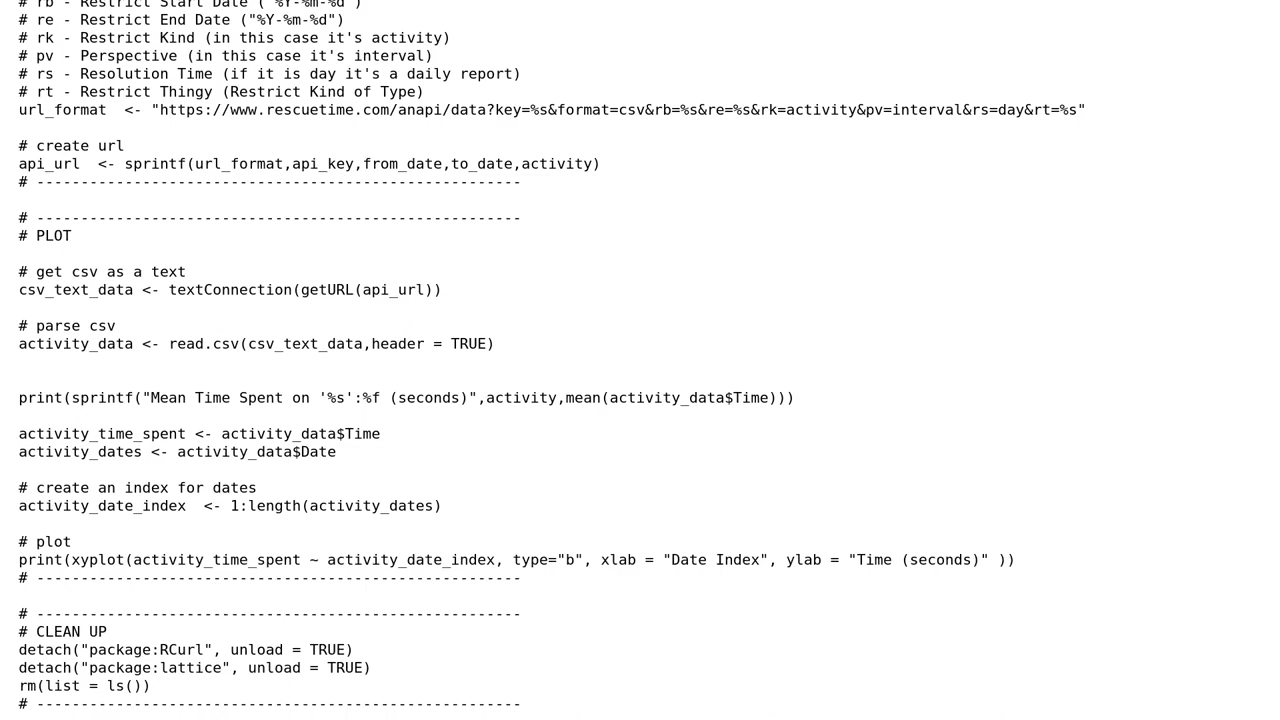 # rb - Restrict Start Date ("%Y-%m-%d")
# re - Restrict End Date ("%Y-%m-%d")
# rk - Restrict Kind (in this case it's activity)
# pv - Perspective (in this case it's interval)
# rs - Resolution Time (if it is day it's a daily report)
# rt - Restrict Thingy (Restrict Kind of Type)
url_format  <- "https://www.rescuetime.com/anapi/data?key=%s&format=csv&rb=%s&re=%s&rk=activity&pv=interval&rs=day&rt=%s"
# create url
api_url  <- sprintf(url_format,api_key,from_date,to_date,activity)
# -------------------------------------------------------
# -------------------------------------------------------
# PLOT
# get csv as a text
csv_text_data <- textConnection(getURL(api_url))
# parse csv
activity_data <- read.csv(csv_text_data,header = TRUE)
print(sprintf("Mean Time Spent on '%s':%f (seconds)",activity,mean(activity_data$Time)))
activity_time_spent <- activity_data$Time
activity_dates <- activity_data$Date
# create an index for dates
activity_date_index  <- 1:length(activity_dates)
# plot
print(xyplot(activity_time_spent ~ activity_date_index, type="b", xlab = "Date Index", ylab = "Time (seconds)" ))
# -------------------------------------------------------
# -------------------------------------------------------
# CLEAN UP
detach("package:RCurl", unload = TRUE)
detach("package:lattice", unload = TRUE)
rm(list = ls())
# -------------------------------------------------------